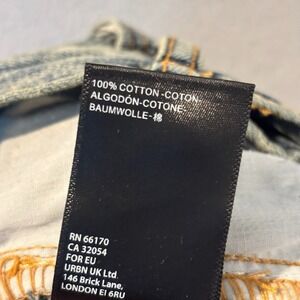 100% COTTON -COTON-
ALGODÓN-COTONE-
BAUMWOLLE-棉
RN 66170
CA 32054
FOR EU
URBN UK Ltd
146 Brick Lane,
LONDON E1 6RU